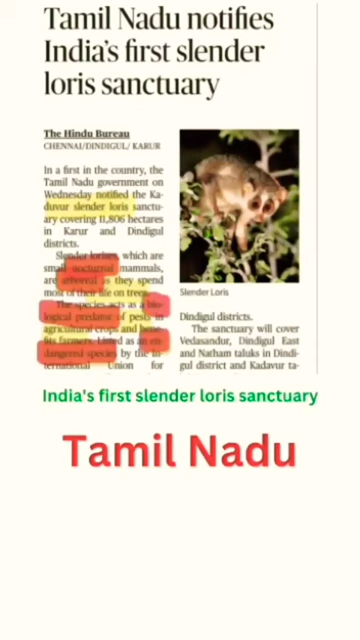 Tamil Nadu notifies
India's first slender
loris sanctuary
The Hindu Bureau
CHENNAI/DINDIGUL/ KARUR
In a first in the country, the
Tamil Nadu government on
Wednesday notified the Ka-
duvur slender loris sanctu-
ary covering 11,806 hectares
in Karur and Dindigul
districts.
Slender lorises, which are
small nocturnal mammals,
are arboreal as they spend
most of their life on trees.
The species acts as a bio-
logical predator of pests in
agricultural crops and bene-
fits farmers. Listed as an en-
dangered species by the In-
ternational Union for
Slender Loris
Dindigul districts.
The sanctuary will cover
Vedasandur, Dindigul East
and Natham taluks in Dindi-
gul district and Kadavur ta-
India's first slender loris sanctuary
Tamil Nadu